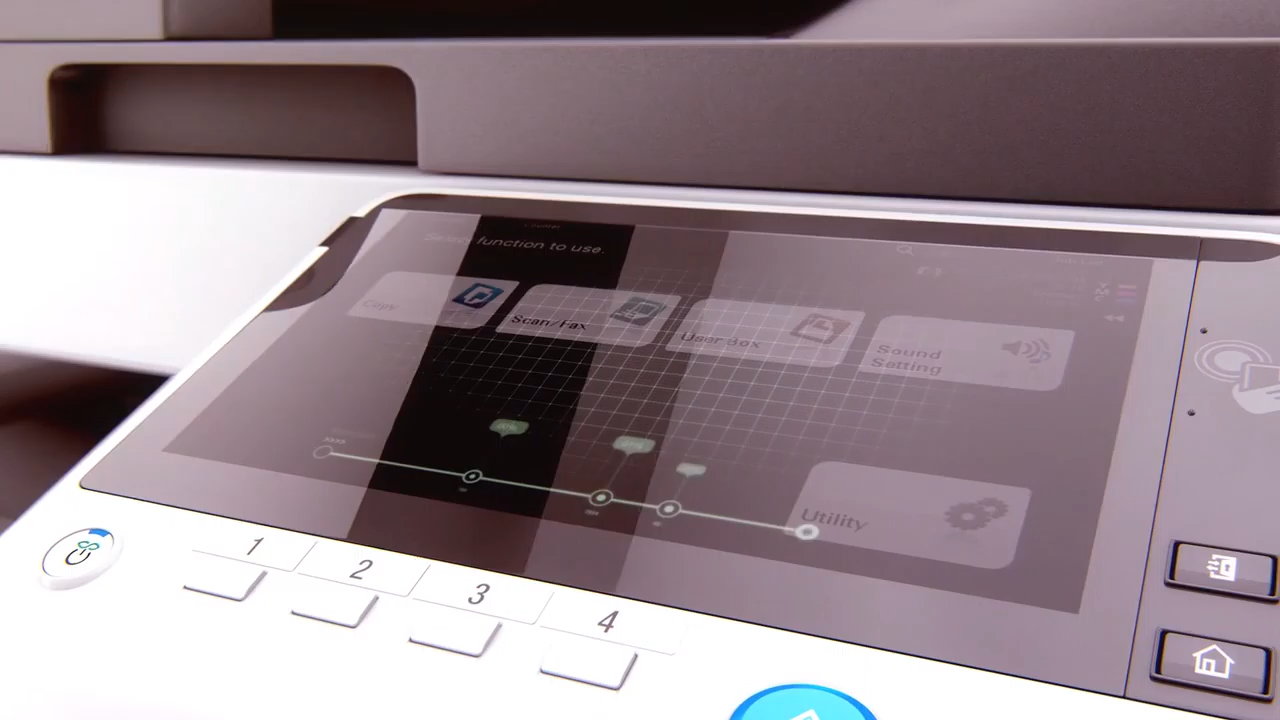 function to use.
Copy
Scan/Fax
User Box
Sound
Setting
Utility
1
2
3
4